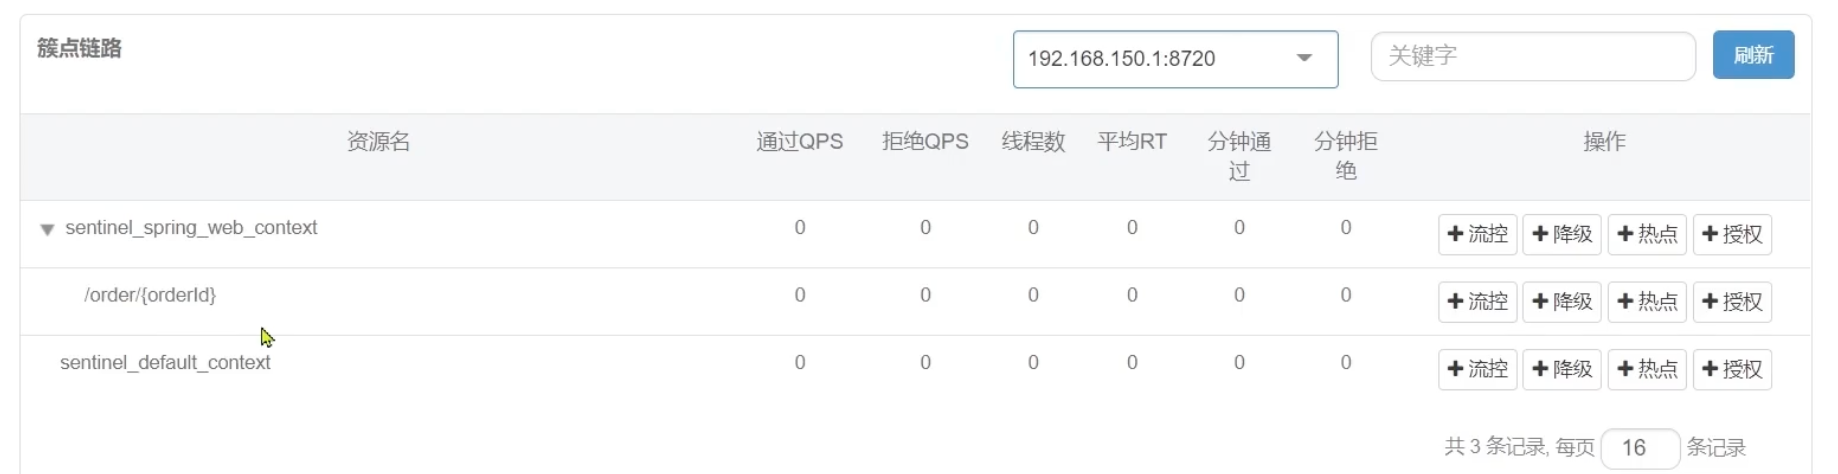 簇点链路
192.168.150.1:8720
关键字
刷新
资源名 通过QPS 拒绝QPS 线程数 平均RT 分钟通过 分钟拒绝 操作
sentinel_spring_web_context 0 0 0 0 0 0 +流控 +降级 +热点 +授权
/order/{orderId} 0 0 0 0 0 0 +流控 +降级 +热点 +授权
sentinel_default_context 0 0 0 0 0 0 +流控 +降级 +热点 +授权
共 3 条记录, 每页 16 条记录